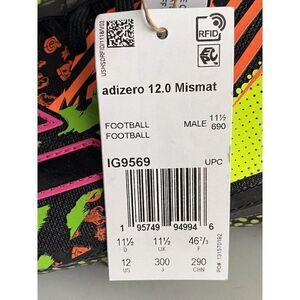 RFID
adizero 12.0 Mismat
FOOTBALL MALE 11½
FOOTBALL 690
IG9569 UPC
1 95749 94994 6
11½ 11½ 46⅔
D UK F
12 300 290
US J CHN